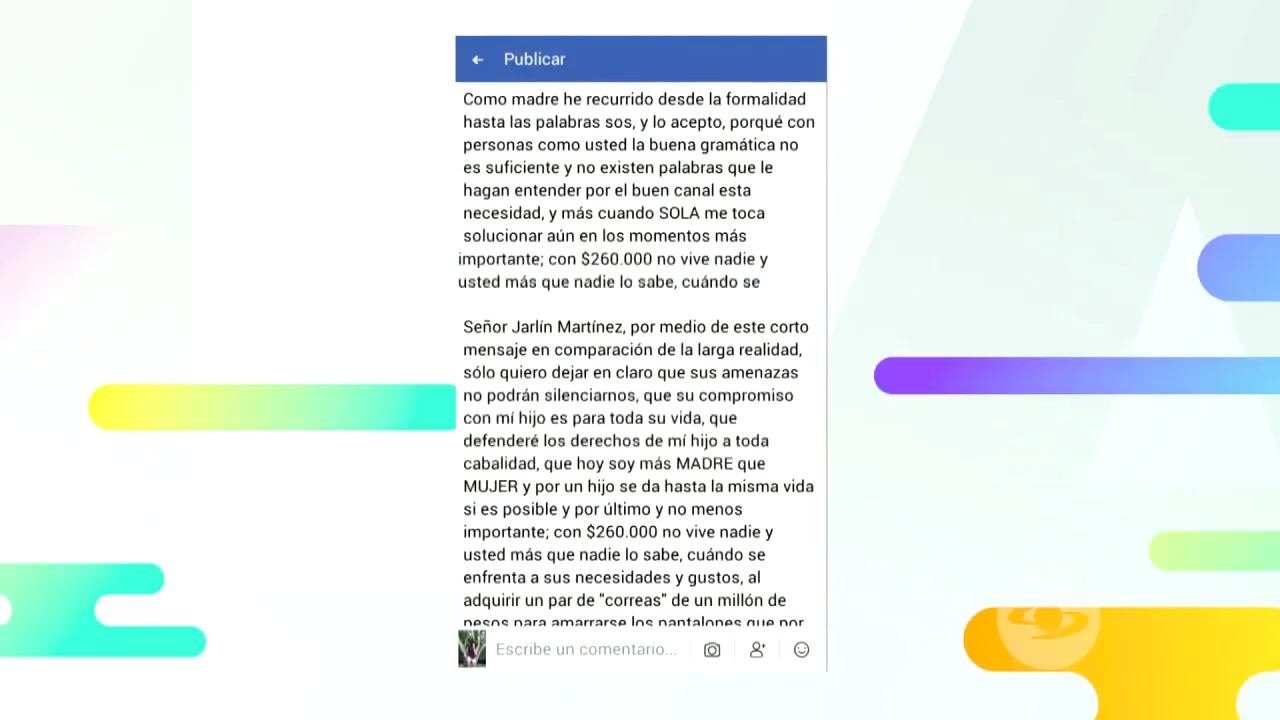 Publicar
Como madre he recurrido desde la formalidad
hasta las palabras sos, y lo acepto, porqué con
personas como usted la buena gramática no
es suficiente y no existen palabras que le
hagan entender por el buen canal esta
necesidad, y más cuando SOLA me toca
solucionar aún en los momentos más
importante; con $260.000 no vive nadie y
usted más que nadie lo sabe, cuándo se
Señor Jarlín Martínez, por medio de este corto
mensaje en comparación de la larga realidad,
sólo quiero dejar en claro que sus amenazas
no podrán silenciarnos, que su compromiso
con mí hijo es para toda su vida, que
defenderé los derechos de mí hijo a toda
cabalidad, que hoy soy más MADRE que
MUJER y por un hijo se da hasta la misma vida
si es posible y por último y no menos
importante; con $260.000 no vive nadie y
usted más que nadie lo sabe, cuándo se
enfrenta a sus necesidades y gustos, al
adquirir un par de "correas" de un millón de
pesos para amarrarse los pantalones que por
Escribe un comentario...